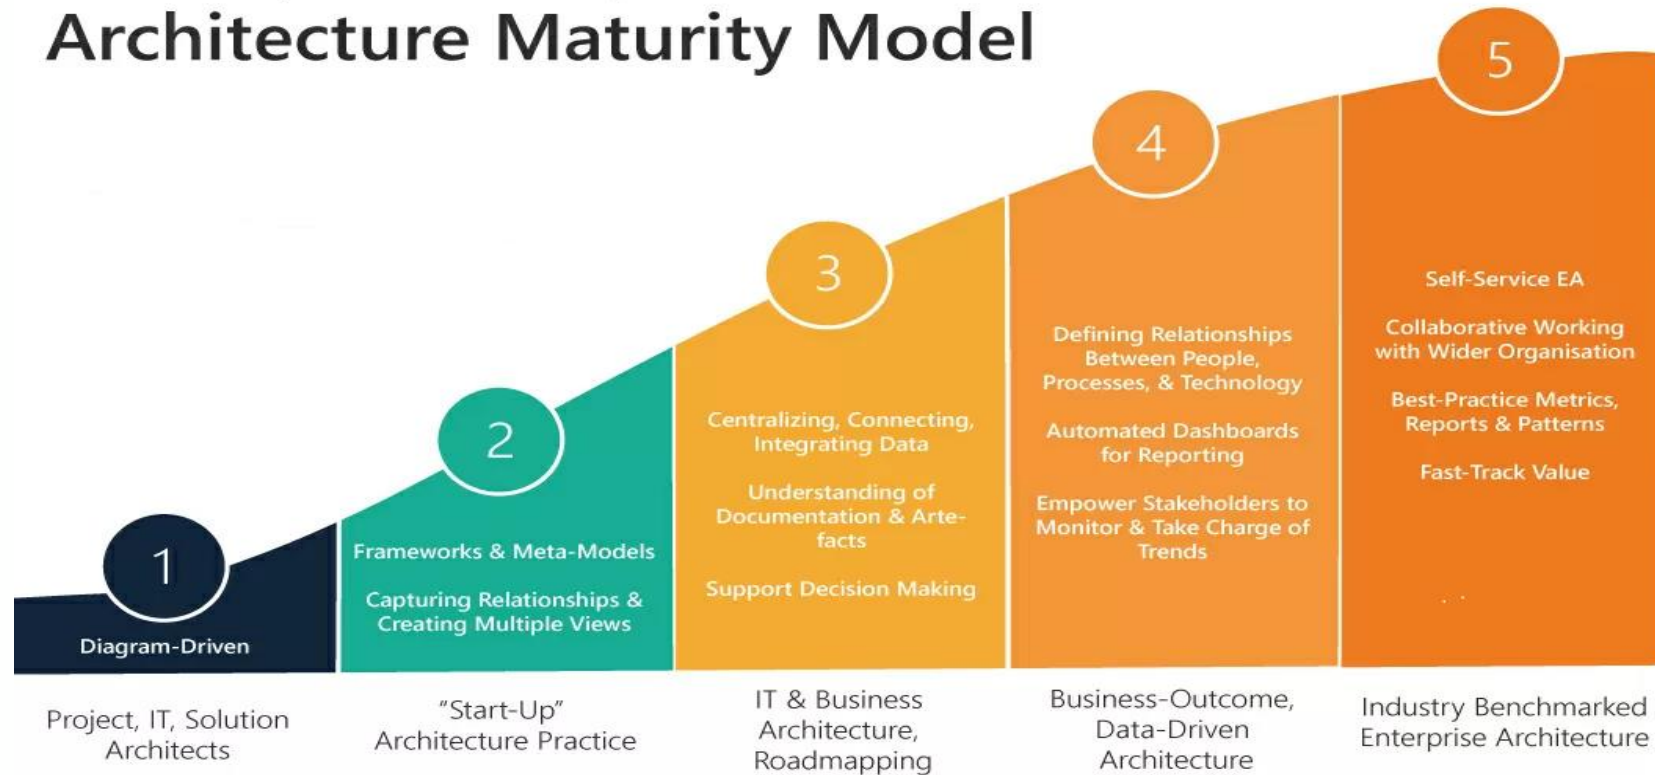 Architecture Maturity Model
1
Diagram-Driven
Project, IT, Solution
Architects
2
Frameworks & Meta-Models
Capturing Relationships &
Creating Multiple Views
“Start-Up”
Architecture Practice
3
Centralizing, Connecting,
Integrating Data
Understanding of
Documentation & Arte-
facts
Support Decision Making
IT & Business
Architecture,
Roadmapping
4
Defining Relationships
Between People,
Processes, & Technology
Automated Dashboards
for Reporting
Empower Stakeholders to
Monitor & Take Charge of
Trends
Business-Outcome,
Data-Driven
Architecture
5
Self-Service EA
Collaborative Working
with Wider Organisation
Best-Practice Metrics,
Reports & Patterns
Fast-Track Value
Industry Benchmarked
Enterprise Architecture